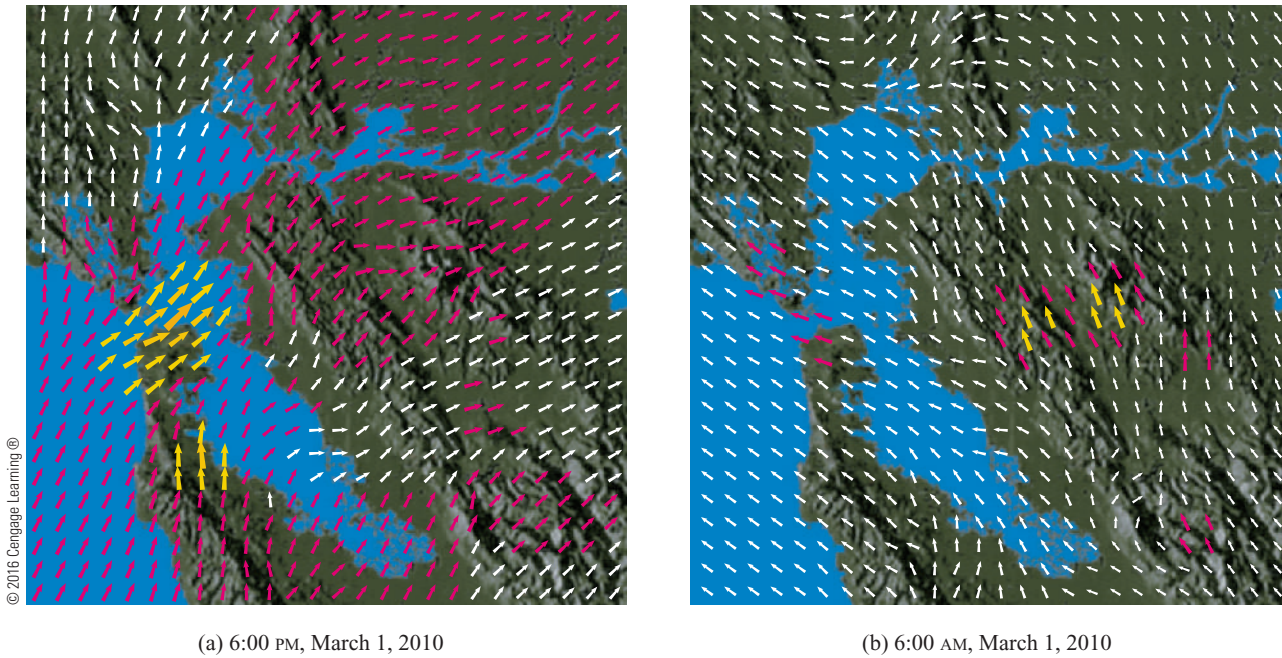 © 2016 Cengage Learning ®
(a) 6:00 PM, March 1, 2010
(b) 6:00 AM, March 1, 2010